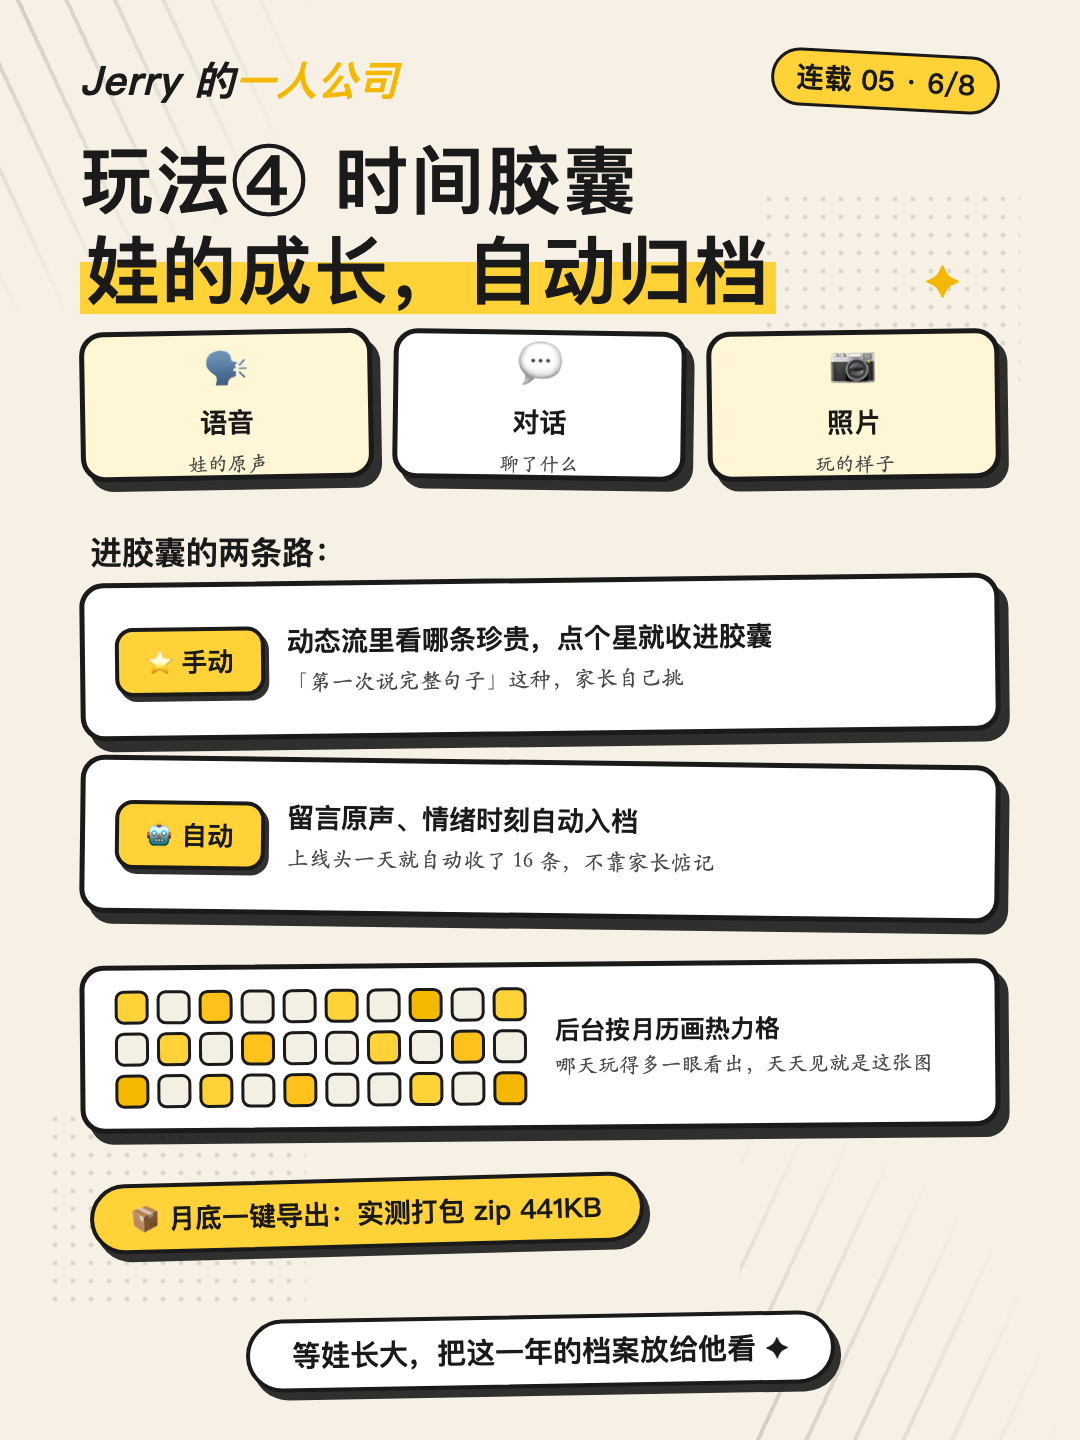 Jerry 的一人公司
连载 05 · 6/8
玩法④ 时间胶囊
娃的成长，自动归档
语音
娃的原声
对话
聊了什么
照片
玩的样子
进胶囊的两条路：
手动
动态流里看哪条珍贵，点个星就收进胶囊
「第一次说完整句子」这种，家长自己挑
自动
留言原声、情绪时刻自动入档
上线头一天就自动收了 16 条，不靠家长惦记
后台按月历画热力格
哪天玩得多一眼看出，天天见就是这张图
月底一键导出：实测打包 zip 441KB
等娃长大，把这一年的档案放给他看 ✦